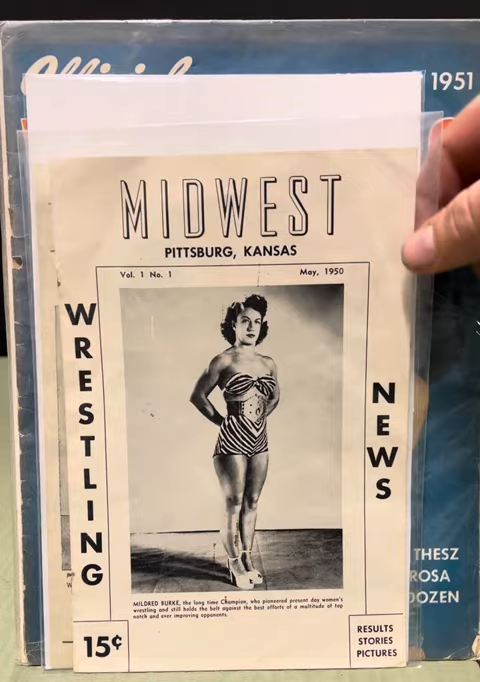 Official
1951
MIDWEST
PITTSBURG, KANSAS
Vol. 1 No. 1
May, 1950
WRESTLING
NEWS
MILDRED BURKE, the long time Champion, who pioneered present day women's
wrestling and still holds the belt against the best efforts of a multitude of top
notch and ever improving opponents.
15¢
RESULTS
STORIES
PICTURES
THESZ
ROSA
DOZEN